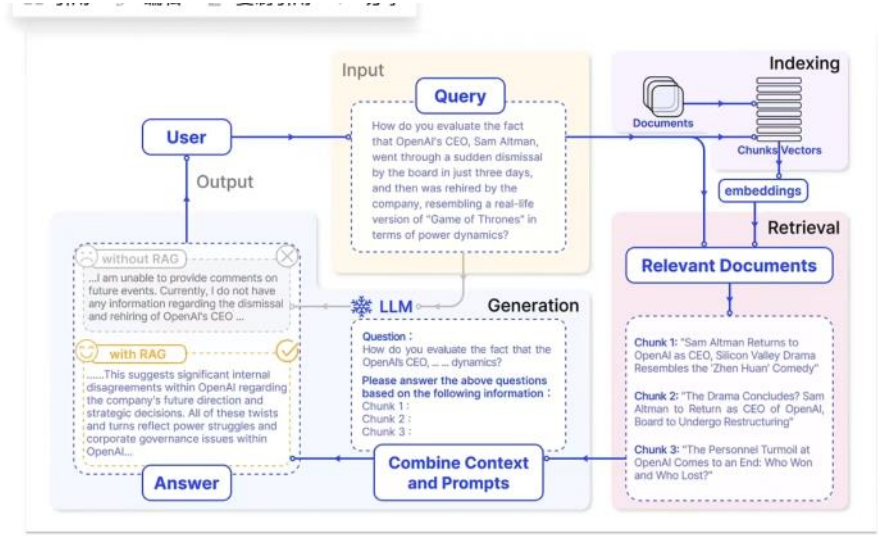 Input
Query
How do you evaluate the fact
that OpenAI's CEO, Sam Altman,
went through a sudden dismissal
by the board in just three days,
and then was rehired by the
company, resembling a real-life
version of "Game of Thrones" in
terms of power dynamics?
Indexing
Documents
Chunks Vectors
embeddings
User
Output
Retrieval
Relevant Documents
Chunk 1: "Sam Altman Returns to
OpenAI as CEO, Silicon Valley Drama
Resembles the 'Zhen Huan' Comedy"
Chunk 2: "The Drama Concludes? Sam
Altman to Return as CEO of OpenAI,
Board to Undergo Restructuring"
Chunk 3: "The Personnel Turmoil at
OpenAI Comes to an End: Who Won
and Who Lost?"
LLM
Generation
Question :
How do you evaluate the fact that the
OpenAI's CEO, ... ... dynamics?
Please answer the above questions
based on the following information :
Chunk 1 :
Chunk 2 :
Chunk 3 :
Combine Context
and Prompts
without RAG
...I am unable to provide comments on
future events. Currently, I do not have
any information regarding the dismissal
and rehiring of OpenAI's CEO ...
with RAG
......This suggests significant internal
disagreements within OpenAI regarding
the company's future direction and
strategic decisions. All of these twists
and turns reflect power struggles and
corporate governance issues within
OpenAI...
Answer